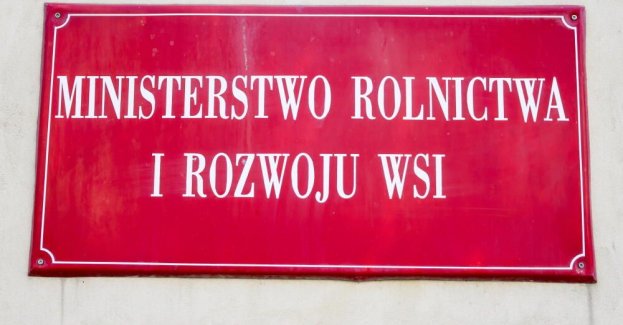 MINISTERSTWO ROLNICTWA
I ROZWOJU WSI